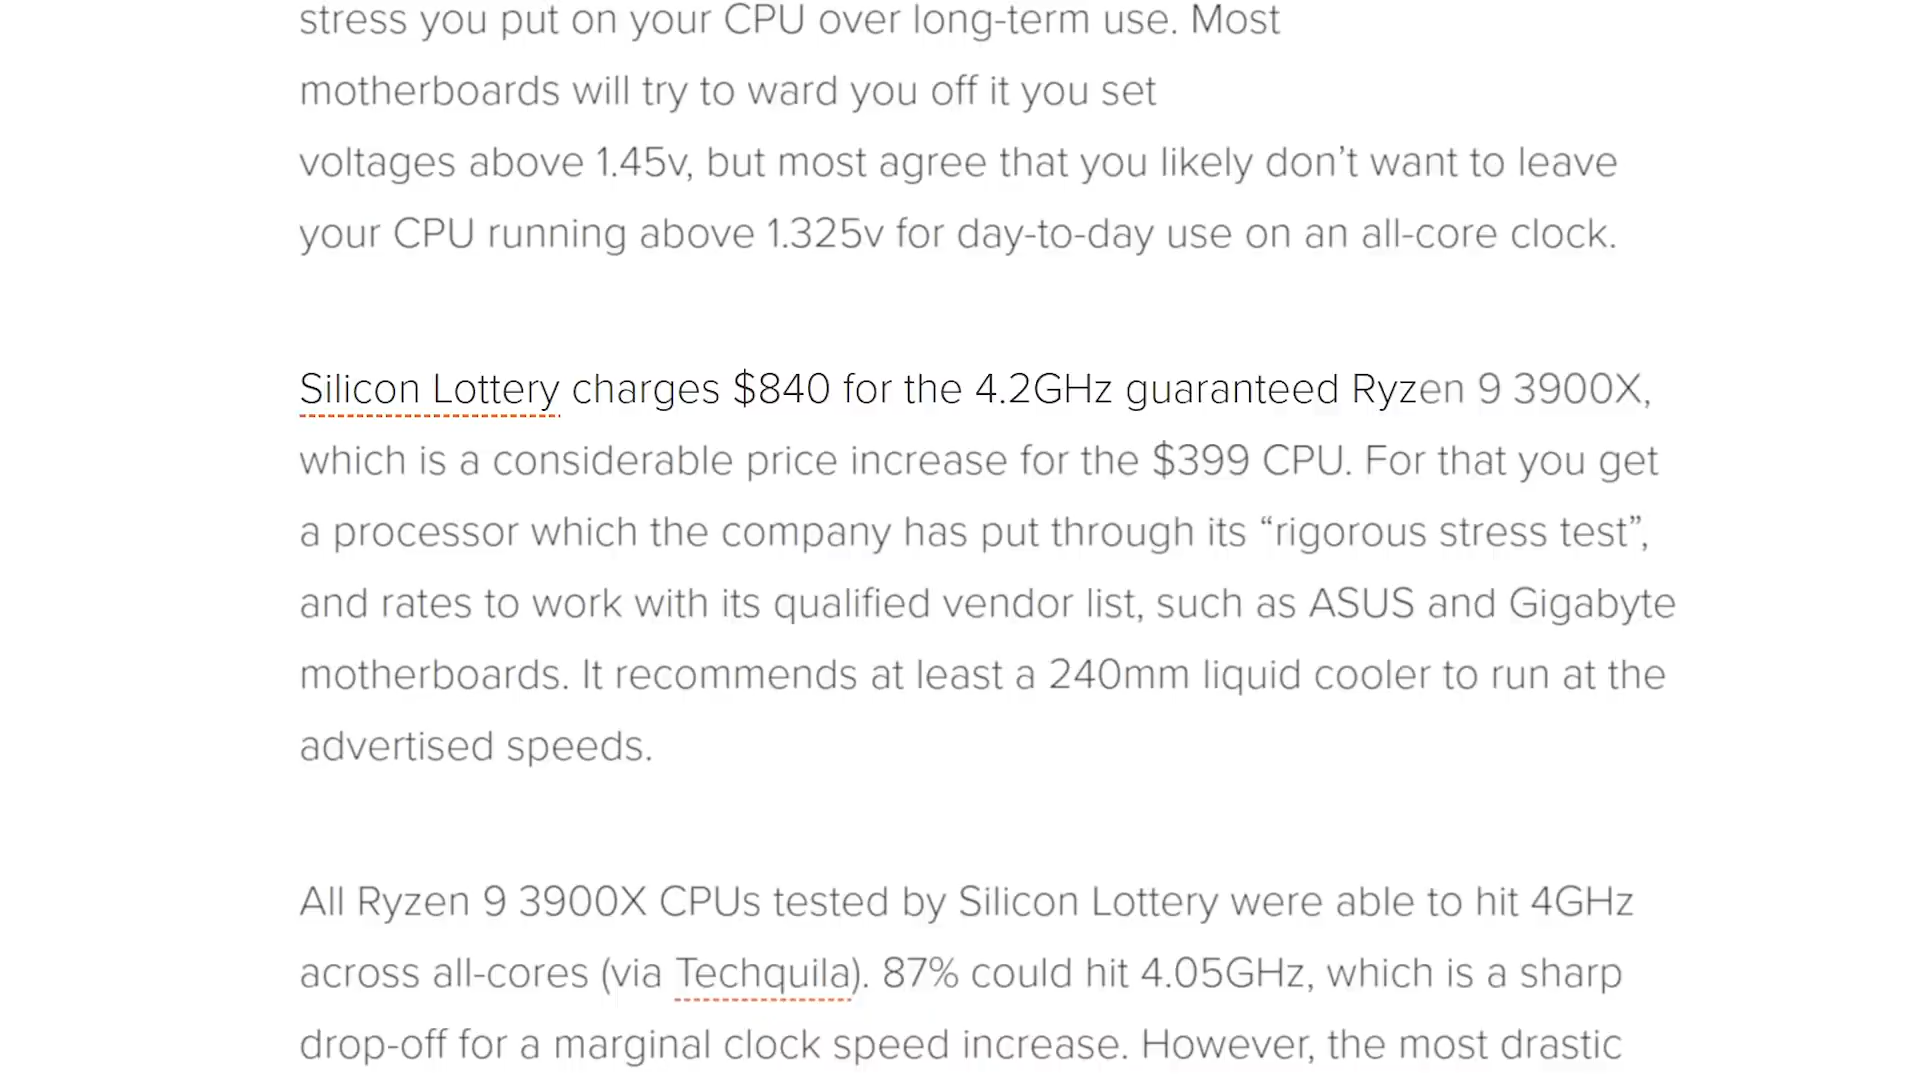 stress you put on your CPU over long-term use. Most
motherboards will try to ward you off it you set
voltages above 1.45v, but most agree that you likely don’t want to leave
your CPU running above 1.325v for day-to-day use on an all-core clock.
Silicon Lottery charges $840 for the 4.2GHz guaranteed Ryzen 9 3900X,
which is a considerable price increase for the $399 CPU. For that you get
a processor which the company has put through its “rigorous stress test”,
and rates to work with its qualified vendor list, such as ASUS and Gigabyte
motherboards. It recommends at least a 240mm liquid cooler to run at the
advertised speeds.
All Ryzen 9 3900X CPUs tested by Silicon Lottery were able to hit 4GHz
across all-cores (via Techquila). 87% could hit 4.05GHz, which is a sharp
drop-off for a marginal clock speed increase. However, the most drastic